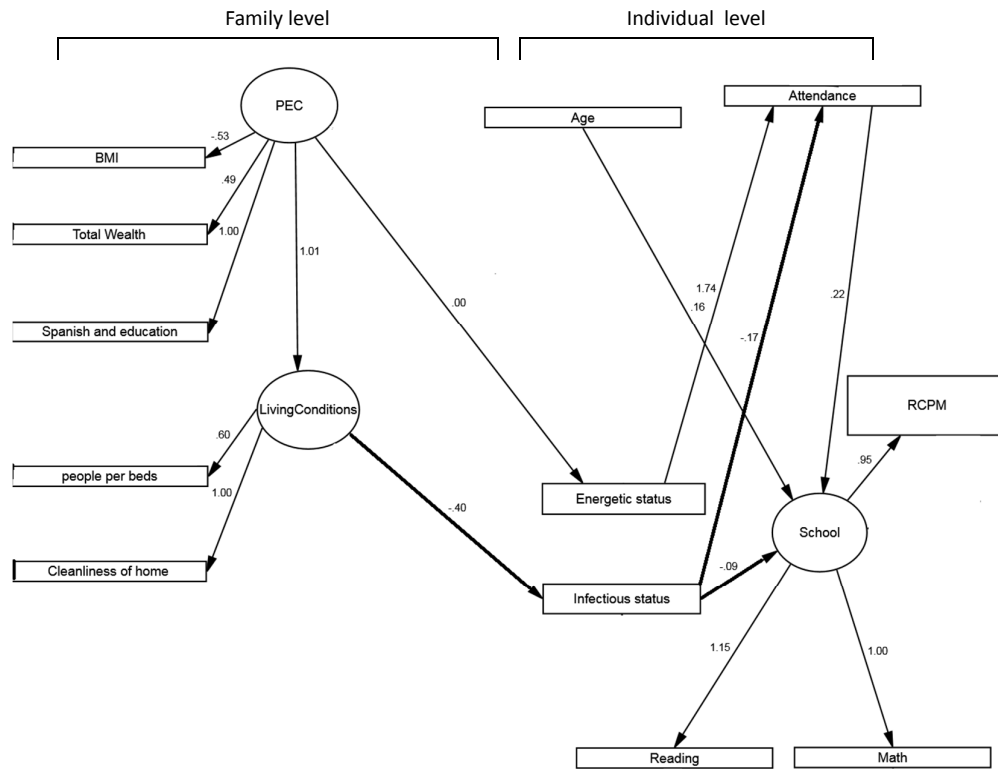 Family level
Individual level
PEC
Attendance
Age
-.53
BMI
.49
Total Wealth
1.00
1.01
1.74
.00
.16
.22
Spanish and education
-.17
LivingConditions
RCPM
.60
.95
people per beds
1.00
Energetic status
-.40
School
-.09
Cleanliness of home
Infectious status
1.15
1.00
Reading
Math